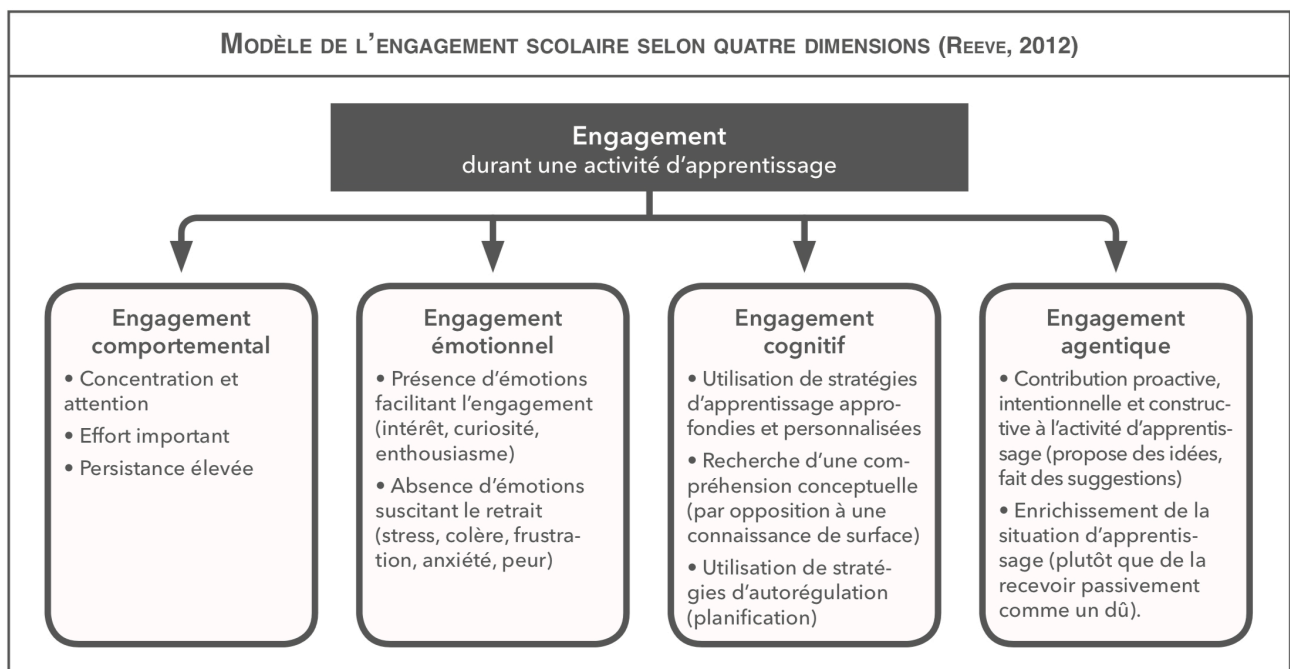 MODÈLE DE L'ENGAGEMENT SCOLAIRE SELON QUATRE DIMENSIONS (REEVE, 2012)
Engagement
durant une activité d'apprentissage
Engagement
comportemental
• Concentration et
attention
• Effort important
• Persistance élevée
Engagement
émotionnel
• Présence d'émotions
facilitant l'engagement
(intérêt, curiosité,
enthousiasme)
• Absence d'émotions
suscitant le retrait
(stress, colère, frustra-
tion, anxiété, peur)
Engagement
cognitif
• Utilisation de stratégies
d'apprentissage appro-
fondies et personnalisées
• Recherche d'une com-
préhension conceptuelle
(par opposition à une
connaissance de surface)
• Utilisation de straté-
gies d'autorégulation
(planification)
Engagement
agentique
• Contribution proactive,
intentionnelle et construc-
tive à l'activité d'apprentis-
sage (propose des idées,
fait des suggestions)
• Enrichissement de la
situation d'apprentis-
sage (plutôt que de la
recevoir passivement
comme un dû).